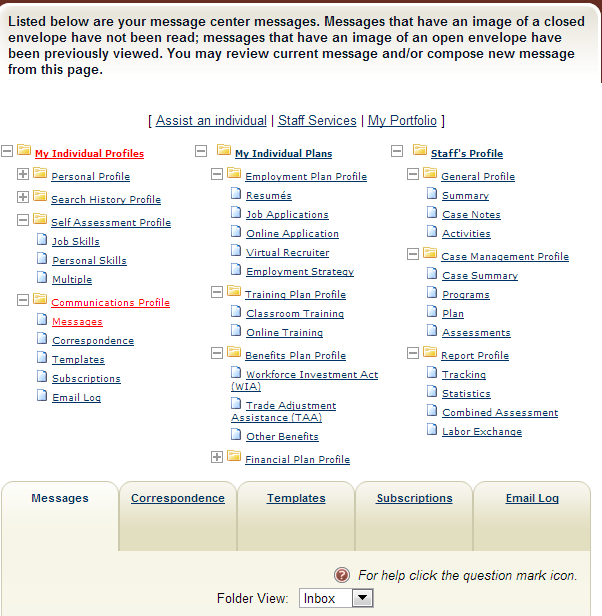 Listed below are your message center messages. Messages that have an image of a closed
envelope have not been read; messages that have an image of an open envelope have
been previously viewed. You may review current message and/or compose new message
from this page.
[ Assist an individual | Staff Services | My Portfolio ]
My Individual Profiles
Personal Profile
Search History Profile
Self Assessment Profile
Job Skills
Personal Skills
Multiple
Communications Profile
Messages
Correspondence
Templates
Subscriptions
Email Log
My Individual Plans
Employment Plan Profile
Resumés
Job Applications
Online Application
Virtual Recruiter
Employment Strategy
Training Plan Profile
Classroom Training
Online Training
Benefits Plan Profile
Workforce Investment Act
(WIA)
Trade Adjustment
Assistance (TAA)
Other Benefits
Financial Plan Profile
Staff's Profile
General Profile
Summary
Case Notes
Activities
Case Management Profile
Case Summary
Programs
Plan
Assessments
Report Profile
Tracking
Statistics
Combined Assessment
Labor Exchange
Messages Correspondence Templates Subscriptions Email Log
? For help click the question mark icon.
Folder View: Inbox